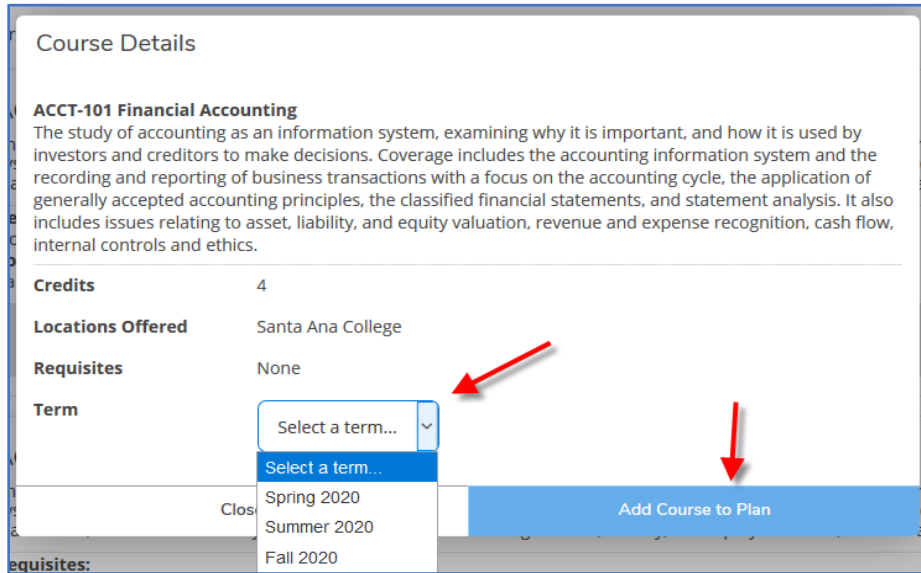 Course Details
ACCT-101 Financial Accounting
The study of accounting as an information system, examining why it is important, and how it is used by
investors and creditors to make decisions. Coverage includes the accounting information system and the
recording and reporting of business transactions with a focus on the accounting cycle, the application of
generally accepted accounting principles, the classified financial statements, and statement analysis. It also
includes issues relating to asset, liability, and equity valuation, revenue and expense recognition, cash flow,
internal controls and ethics.
Credits 4
Locations Offered Santa Ana College
Requisites None
Term Select a term...
Select a term...
Spring 2020
Clos Add Course to Plan
Summer 2020
Fall 2020
equisites: